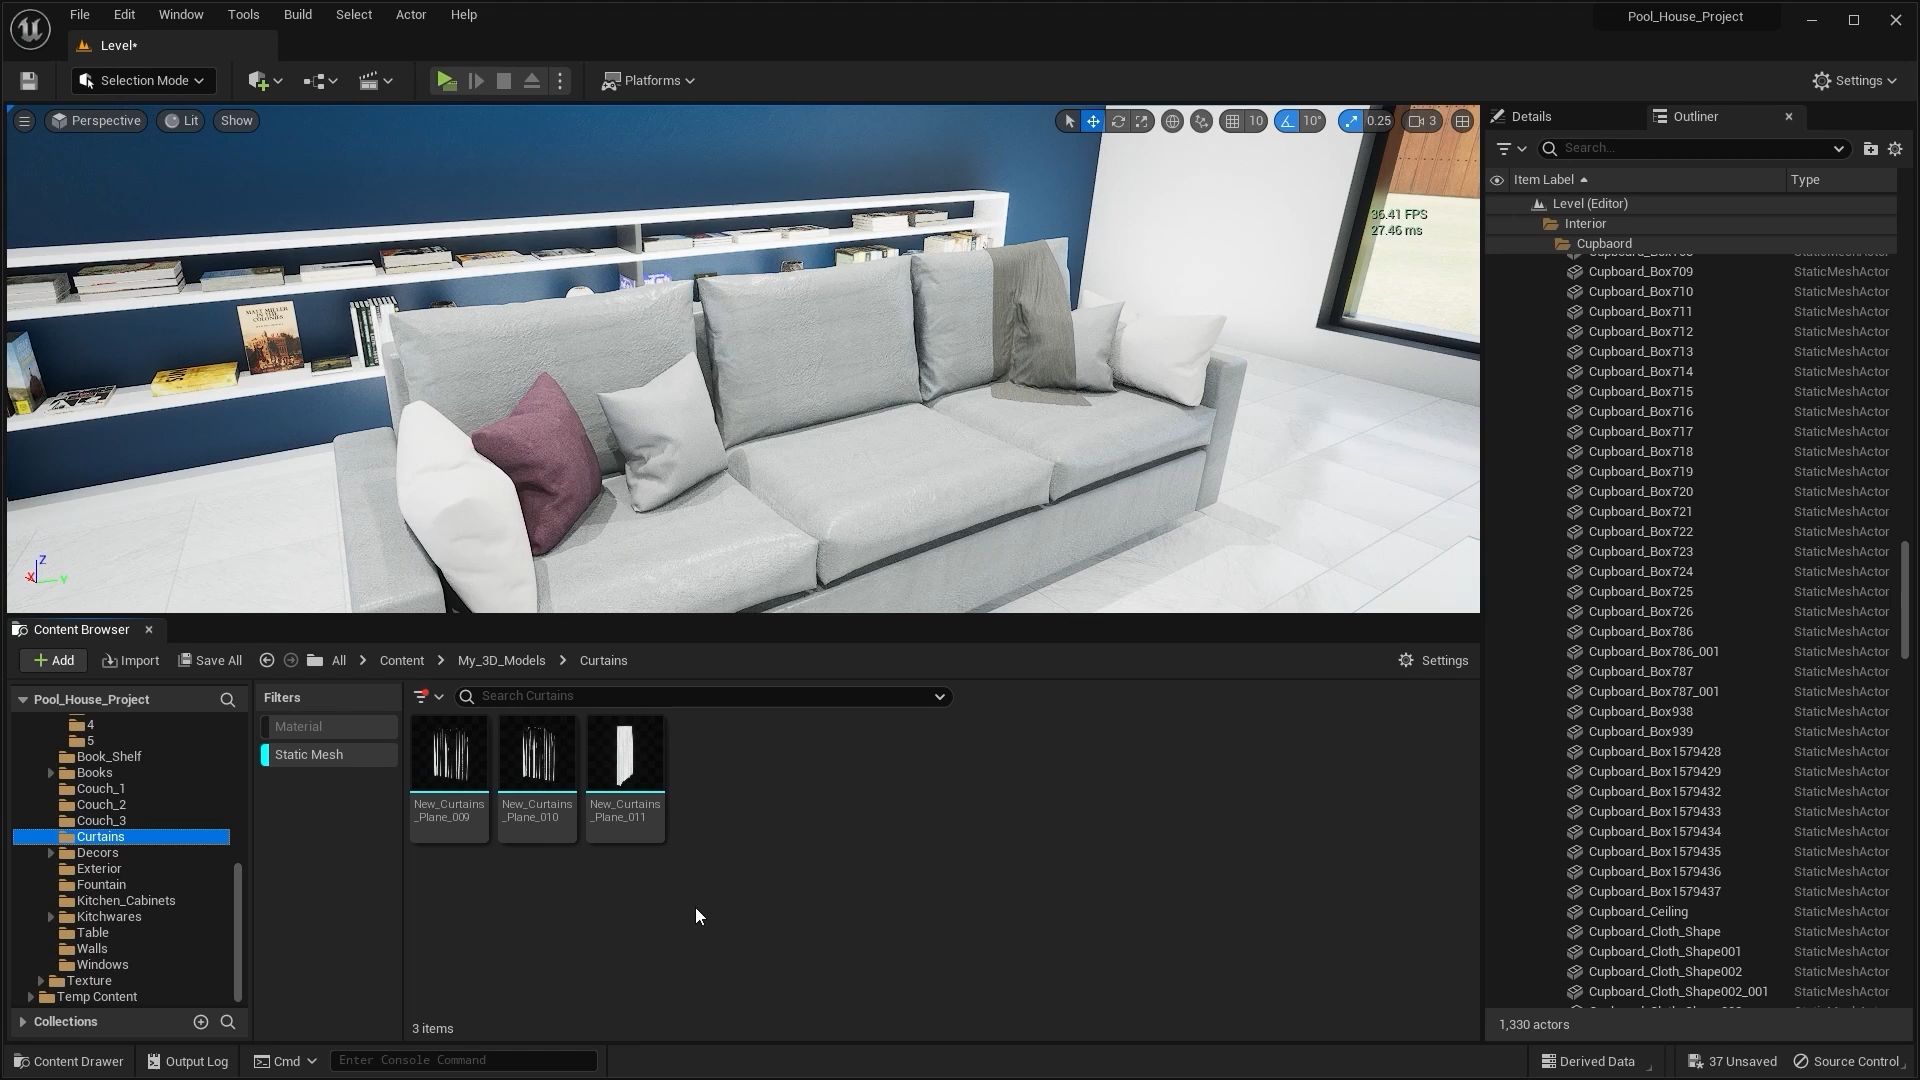 File Edit Window Tools Build Select Actor Help
Pool_House_Project
Level*
Selection Mode
Platforms
Settings
Perspective Lit Show
10 10° 0.25 3
36.41 FPS
27.46 ms
MATT MILLER
IN THE
COLONIES
Details
Outliner
Search...
Item Label Type
Level (Editor)
Interior
Cupbaord
Cupboard_Box709 StaticMeshActor
Cupboard_Box710 StaticMeshActor
Cupboard_Box711 StaticMeshActor
Cupboard_Box712 StaticMeshActor
Cupboard_Box713 StaticMeshActor
Cupboard_Box714 StaticMeshActor
Cupboard_Box715 StaticMeshActor
Cupboard_Box716 StaticMeshActor
Cupboard_Box717 StaticMeshActor
Cupboard_Box718 StaticMeshActor
Cupboard_Box719 StaticMeshActor
Cupboard_Box720 StaticMeshActor
Cupboard_Box721 StaticMeshActor
Cupboard_Box722 StaticMeshActor
Cupboard_Box723 StaticMeshActor
Cupboard_Box724 StaticMeshActor
Cupboard_Box725 StaticMeshActor
Cupboard_Box726 StaticMeshActor
Cupboard_Box786 StaticMeshActor
Cupboard_Box786_001 StaticMeshActor
Cupboard_Box787 StaticMeshActor
Cupboard_Box787_001 StaticMeshActor
Cupboard_Box938 StaticMeshActor
Cupboard_Box939 StaticMeshActor
Cupboard_Box1579428 StaticMeshActor
Cupboard_Box1579429 StaticMeshActor
Cupboard_Box1579432 StaticMeshActor
Cupboard_Box1579433 StaticMeshActor
Cupboard_Box1579434 StaticMeshActor
Cupboard_Box1579435 StaticMeshActor
Cupboard_Box1579436 StaticMeshActor
Cupboard_Box1579437 StaticMeshActor
Cupboard_Ceiling StaticMeshActor
Cupboard_Cloth_Shape StaticMeshActor
Cupboard_Cloth_Shape001 StaticMeshActor
Cupboard_Cloth_Shape002 StaticMeshActor
Cupboard_Cloth_Shape002_001 StaticMeshActor
1,330 actors
Z
X Y
Content Browser
Add Import Save All All Content My_3D_Models Curtains Settings
Pool_House_Project
4
5
Book_Shelf
Books
Couch_1
Couch_2
Couch_3
Curtains
Decors
Exterior
Fountain
Kitchen_Cabinets
Kitchwares
Table
Walls
Windows
Texture
Temp Content
Collections
Filters
Material
Static Mesh
Search Curtains
New_Curtains
_Plane_009
New_Curtains
_Plane_010
New_Curtains
_Plane_011
3 items
Content Drawer Output Log Cmd Enter Console Command Derived Data 37 Unsaved Source Control